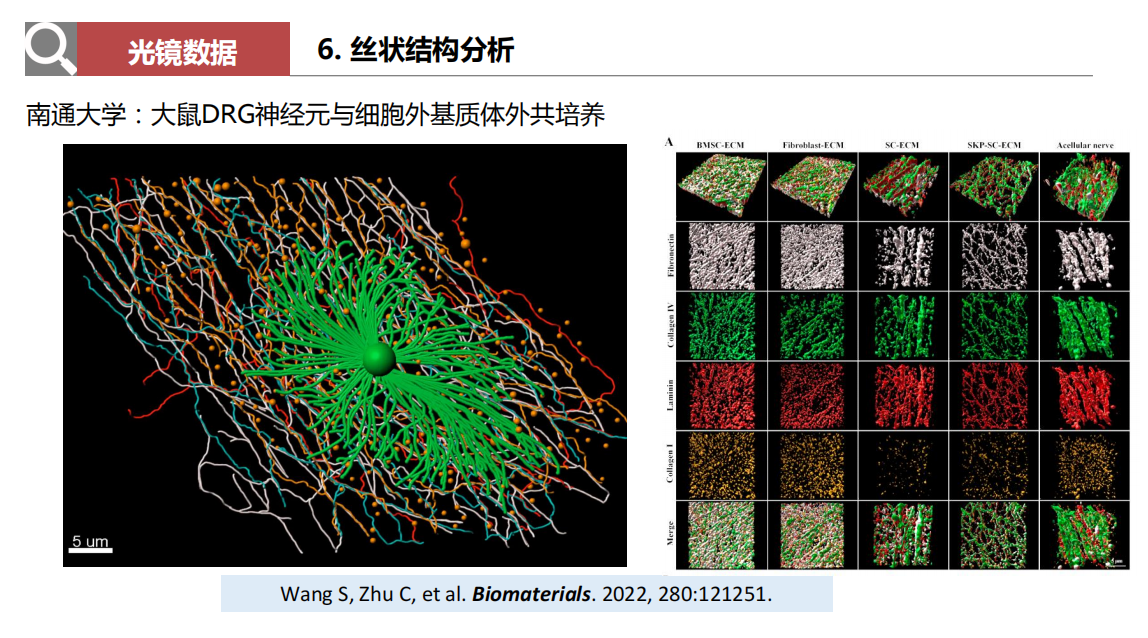 光镜数据
6. 丝状结构分析
南通大学：大鼠DRG神经元与细胞外基质体外共培养
5 um
A
BMSC-ECM Fibroblast-ECM SC-ECM SKP-SC-ECM Acellular nerve
Fibronectin
Collagen IV
Laminin
Collagen I
Merge
Wang S, Zhu C, et al. Biomaterials. 2022, 280:121251.